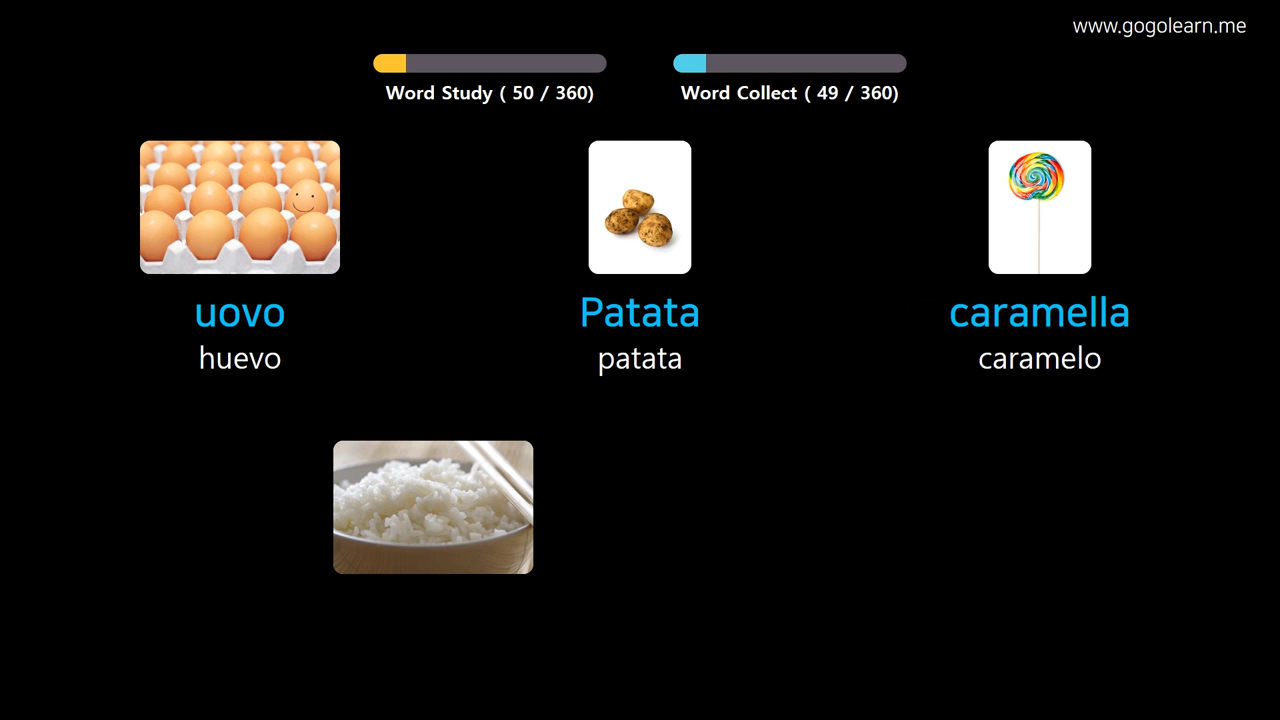 www.gogolearn.me
Word Study ( 50 / 360)
Word Collect ( 49 / 360)
uovo
huevo
Patata
patata
caramella
caramelo